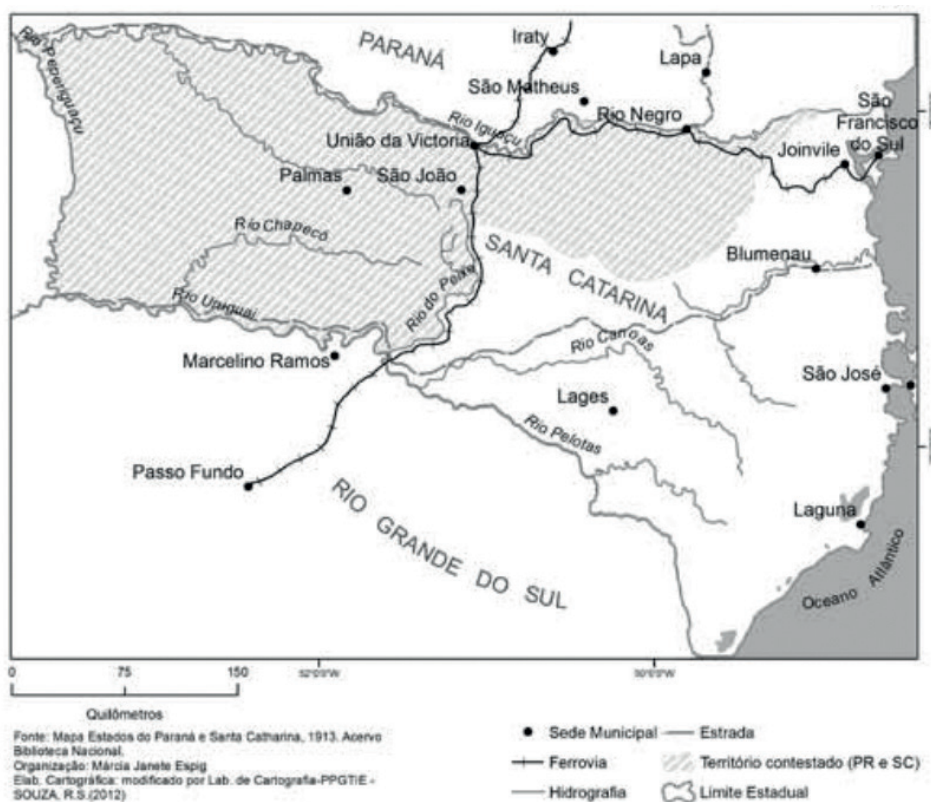 PARANÁ
Iraty
Lapa
São Matheus
Rio Peperiguaçu
Rio Iguaçu
Rio Negro
São
Francisco
do Sul
União da Victoria
Joinvile
Palmas
São João
Rio Chapecó
SANTA CATARINA
Blumenau
Rio do Peixe
Rio Canoas
Marcelino Ramos
São José
Lages
Rio Pelotas
Passo Fundo
RIO GRANDE DO SUL
Laguna
Oceano Atlântico
0 75 150
52°0'0"W
50°0'0"W
Quilômetros
Fonte: Mapa Estados do Paraná e Santa Catharina, 1913. Acervo
Biblioteca Nacional.
Organização: Márcia Janete Espig
Elab. Cartográfica: modificado por Lab. de Cartografia-PPGTIE -
SOUZA, R.S.(2012)
Sede Municipal
Estrada
Ferrovia
Território contestado (PR e SC)
Hidrografia
Limite Estadual